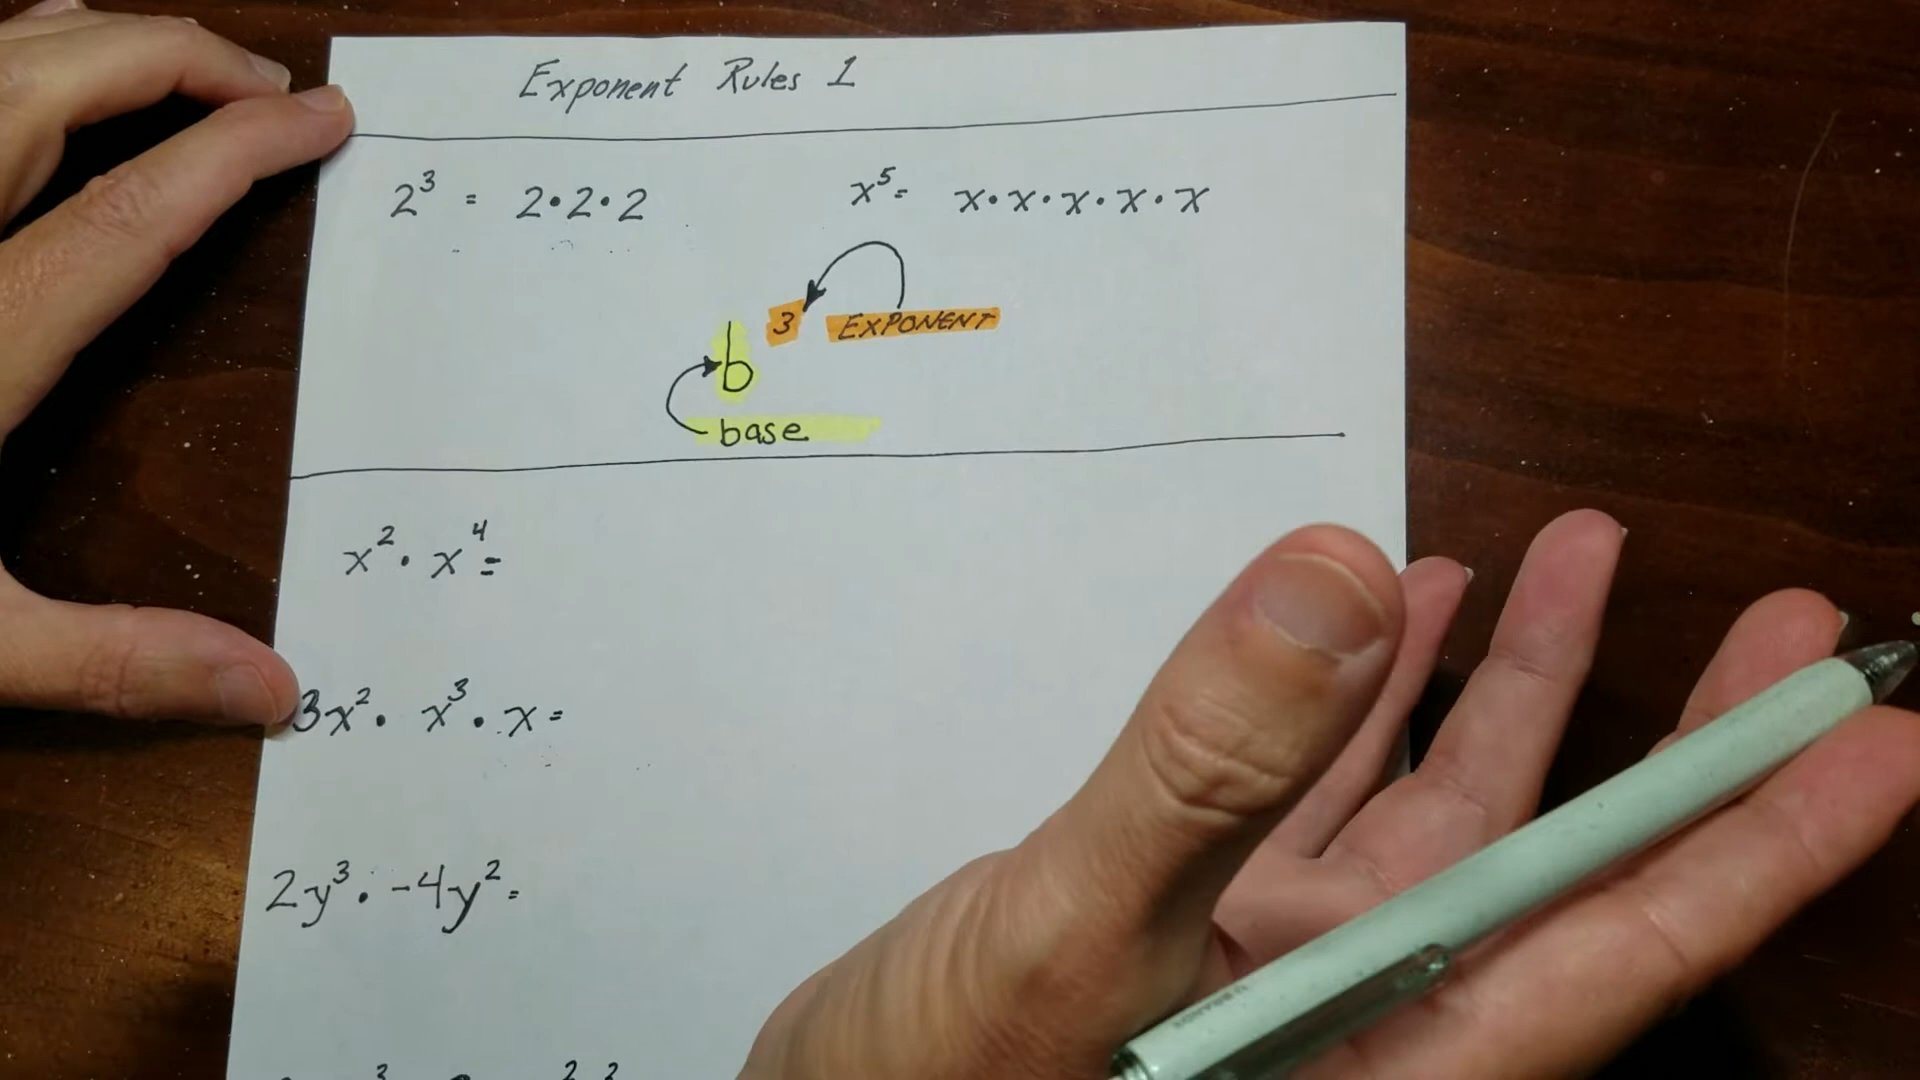 Exponent Rules 1
2³ = 2·2·2 x⁵= x·x·x·x·x
3 EXPONENT
b
base
x²· x⁴=
3x²· x³·x=
2y³·-4y²=